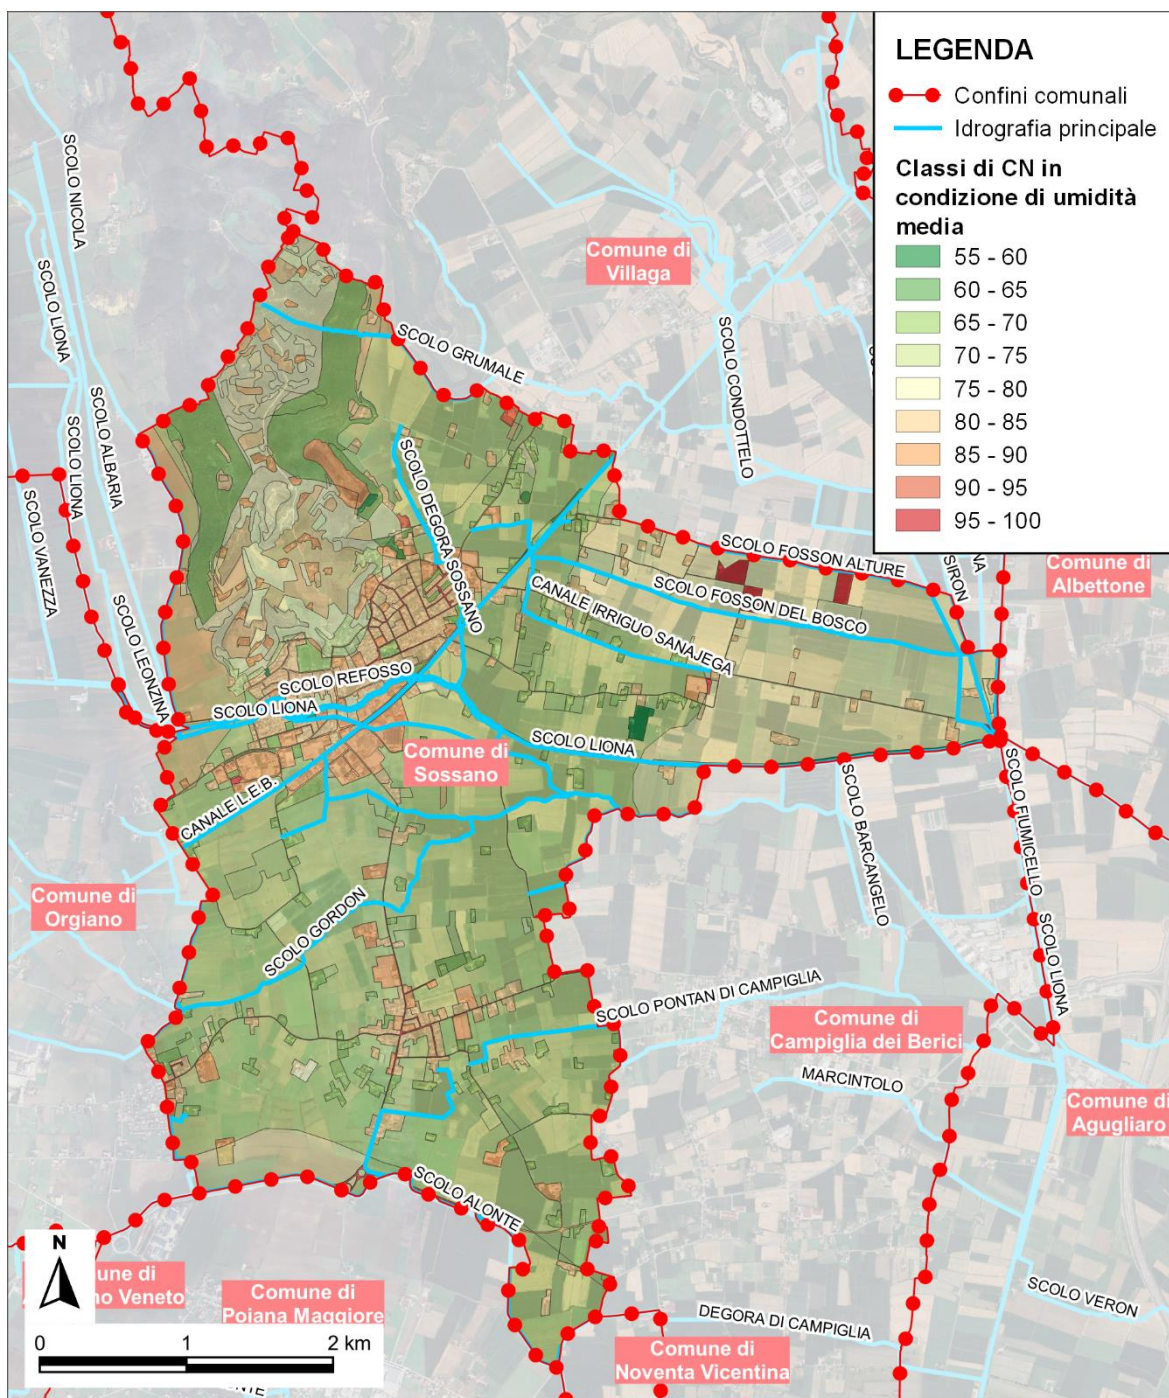 LEGENDA
Confini comunali
Idrografia principale
Classi di CN in
condizione di umidità
media
55 - 60
60 - 65
65 - 70
70 - 75
75 - 80
80 - 85
85 - 90
90 - 95
95 - 100
SCOLO NICOLA
SCOLO LIONA
SCOLO ALBARIA
SCOLO LIONA
SCOLO VANEZZA
SCOLO LEONZINA
Comune di
Villaga
SCOLO GRUMALE
SCOLO CONDOTTELO
SCOLO DEGORA SOSSANO
SCOLO FOSSON ALTURE
SCOLO FOSSON DEL BOSCO
CANALE IRRIGUO SANAJEGA
SIRON
NA
Comune di
Albettone
SCOLO REFOSSO
SCOLO LIONA
SCOLO LIONA
Comune di
Sossano
CANALE L.E.B.
SCOLO BARCANGELO
SCOLO FIUMICELLO
SCOLO LIONA
Comune di
Orgiano
SCOLO GORDON
SCOLO PONTAN DI CAMPIGLIA
Comune di
Campiglia dei Berici
MARCINTOLO
Comune di
Agugliaro
SCOLO ALONTE
N
une di
no Veneto
Comune di
Poiana Maggiore
SCOLO VERON
DEGORA DI CAMPIGLIA
Comune di
Noventa Vicentina
0 1 2 km